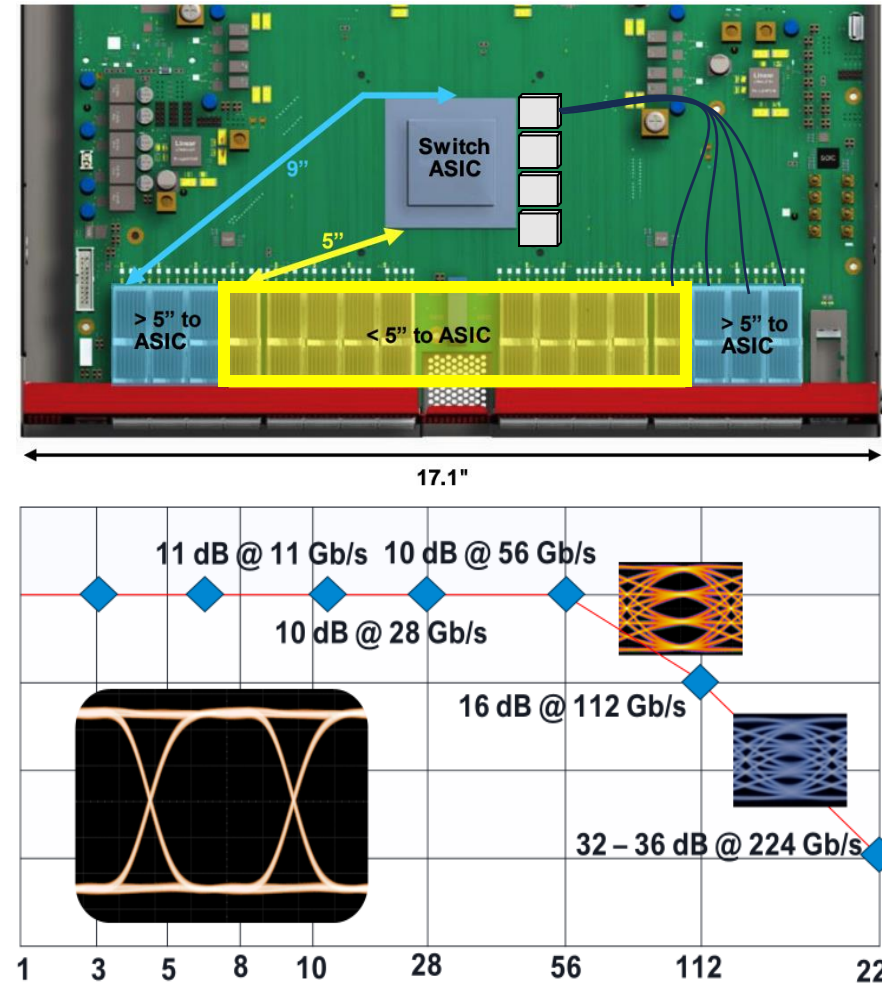 Switch
ASIC
9”
5”
> 5” to
ASIC
< 5” to ASIC
> 5” to
ASIC
17.1"
11 dB @ 11 Gb/s
10 dB @ 56 Gb/s
10 dB @ 28 Gb/s
16 dB @ 112 Gb/s
32 – 36 dB @ 224 Gb/s
1 3 5 8 10 28 56 112 22